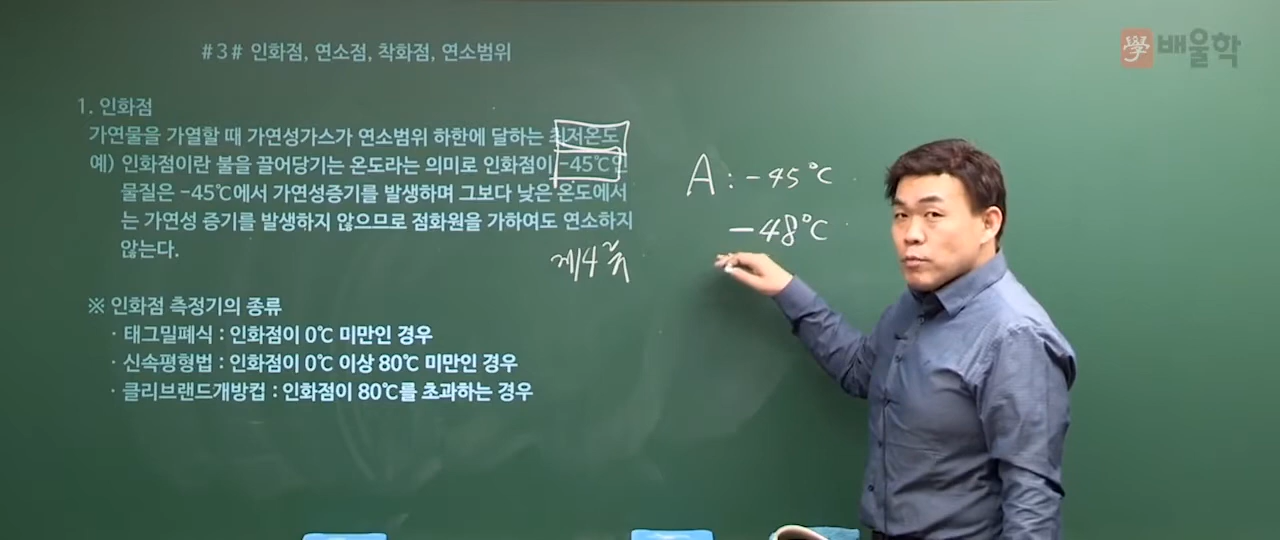 #3# 인화점, 연소점, 착화점, 연소범위
學 배울학
1. 인화점
가연물을 가열할 때 가연성가스가 연소범위 하한에 달하는 최저온도
예) 인화점이란 불을 끌어당기는 온도라는 의미로 인화점이 -45℃인
물질은 -45℃에서 가연성증기를 발생하며 그보다 낮은 온도에서
는 가연성 증기를 발생하지 않으므로 점화원을 가하여도 연소하지
않는다.
제4류
A : -45℃
-48℃
※ 인화점 측정기의 종류
· 태그밀폐식 : 인화점이 0℃ 미만인 경우
· 신속평형법 : 인화점이 0℃ 이상 80℃ 미만인 경우
· 클리브랜드개방컵 : 인화점이 80℃를 초과하는 경우